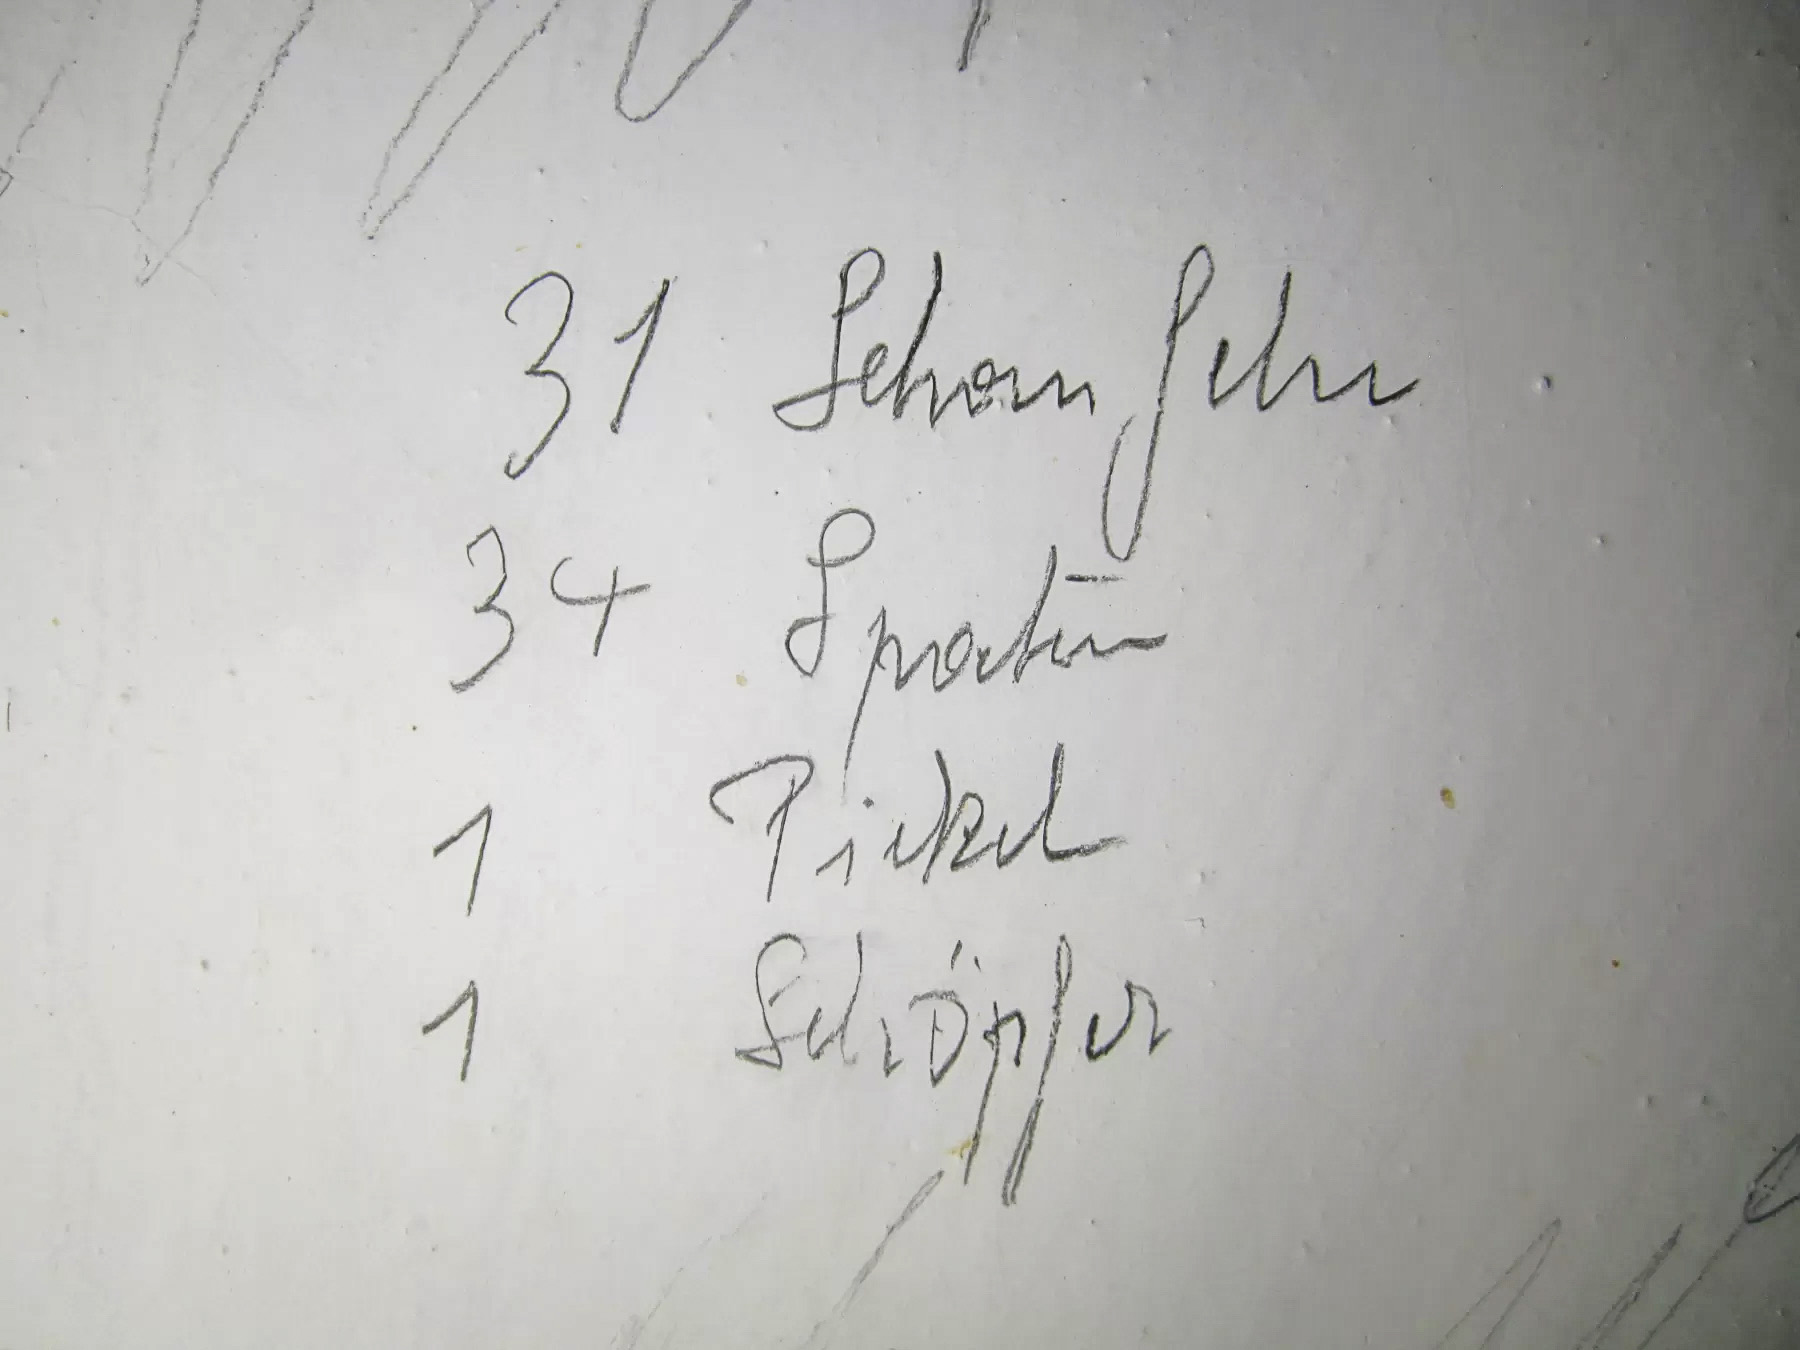 31 Schaufeln
34 Spaten
1 Pickel
1 Schöpfer